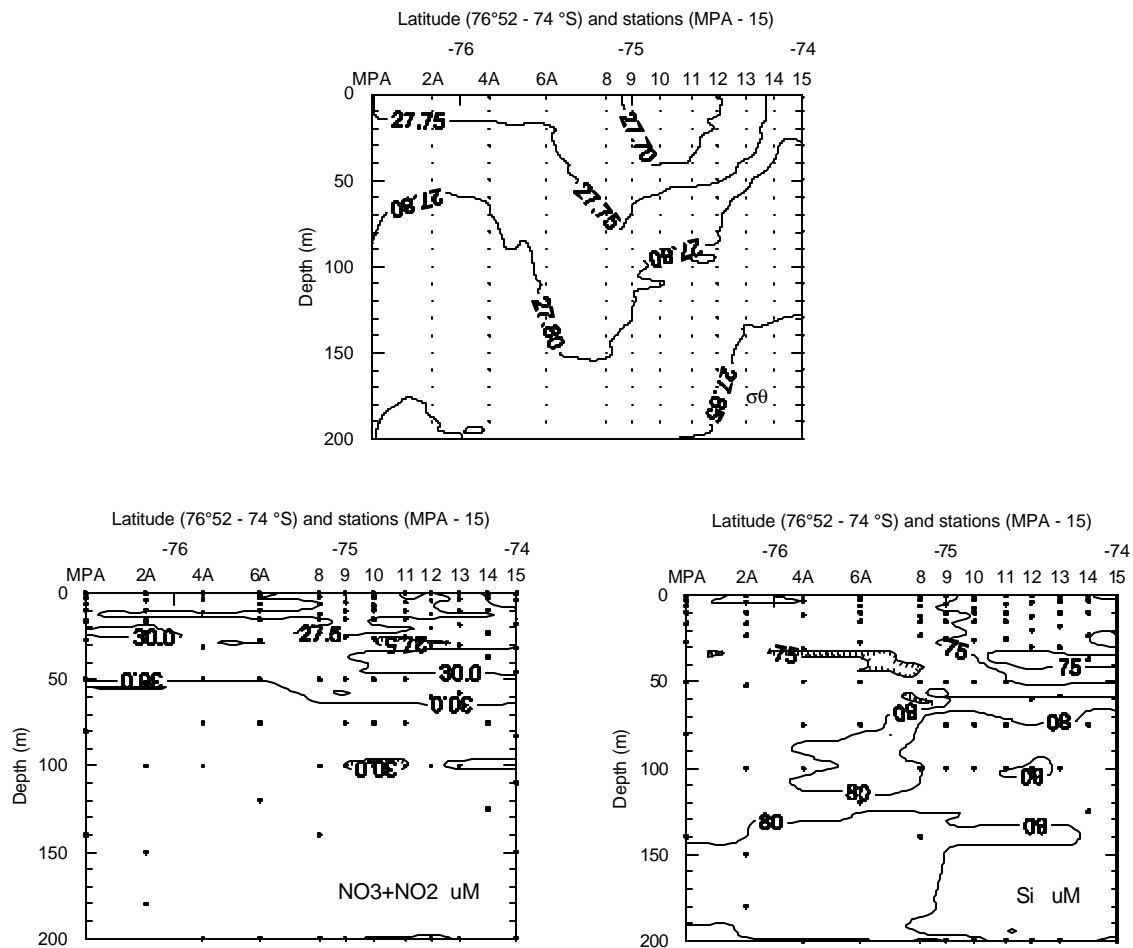 Latitude (76°52 - 74 °S) and stations (MPA - 15)
-76 -75 -74
MPA 2A 4A 6A 8 9 10 11 12 13 14 15
0
50
100
150
200
Depth (m)
27.75
27.70
27.75
27.80
27.80
27.80
27.85
σθ
Latitude (76°52 - 74 °S) and stations (MPA - 15)
-76 -75 -74
MPA 2A 4A 6A 8 9 10 11 12 13 14 15
0
50
100
150
200
Depth (m)
30.0
27.5
27.5
30.0
30.0
30.0
30.0
NO3+NO2 uM
Latitude (76°52 - 74 °S) and stations (MPA - 15)
-76 -75 -74
MPA 2A 4A 6A 8 9 10 11 12 13 14 15
0
50
100
150
200
Depth (m)
75
75
75
80
80
80
80
80
80
Si uM